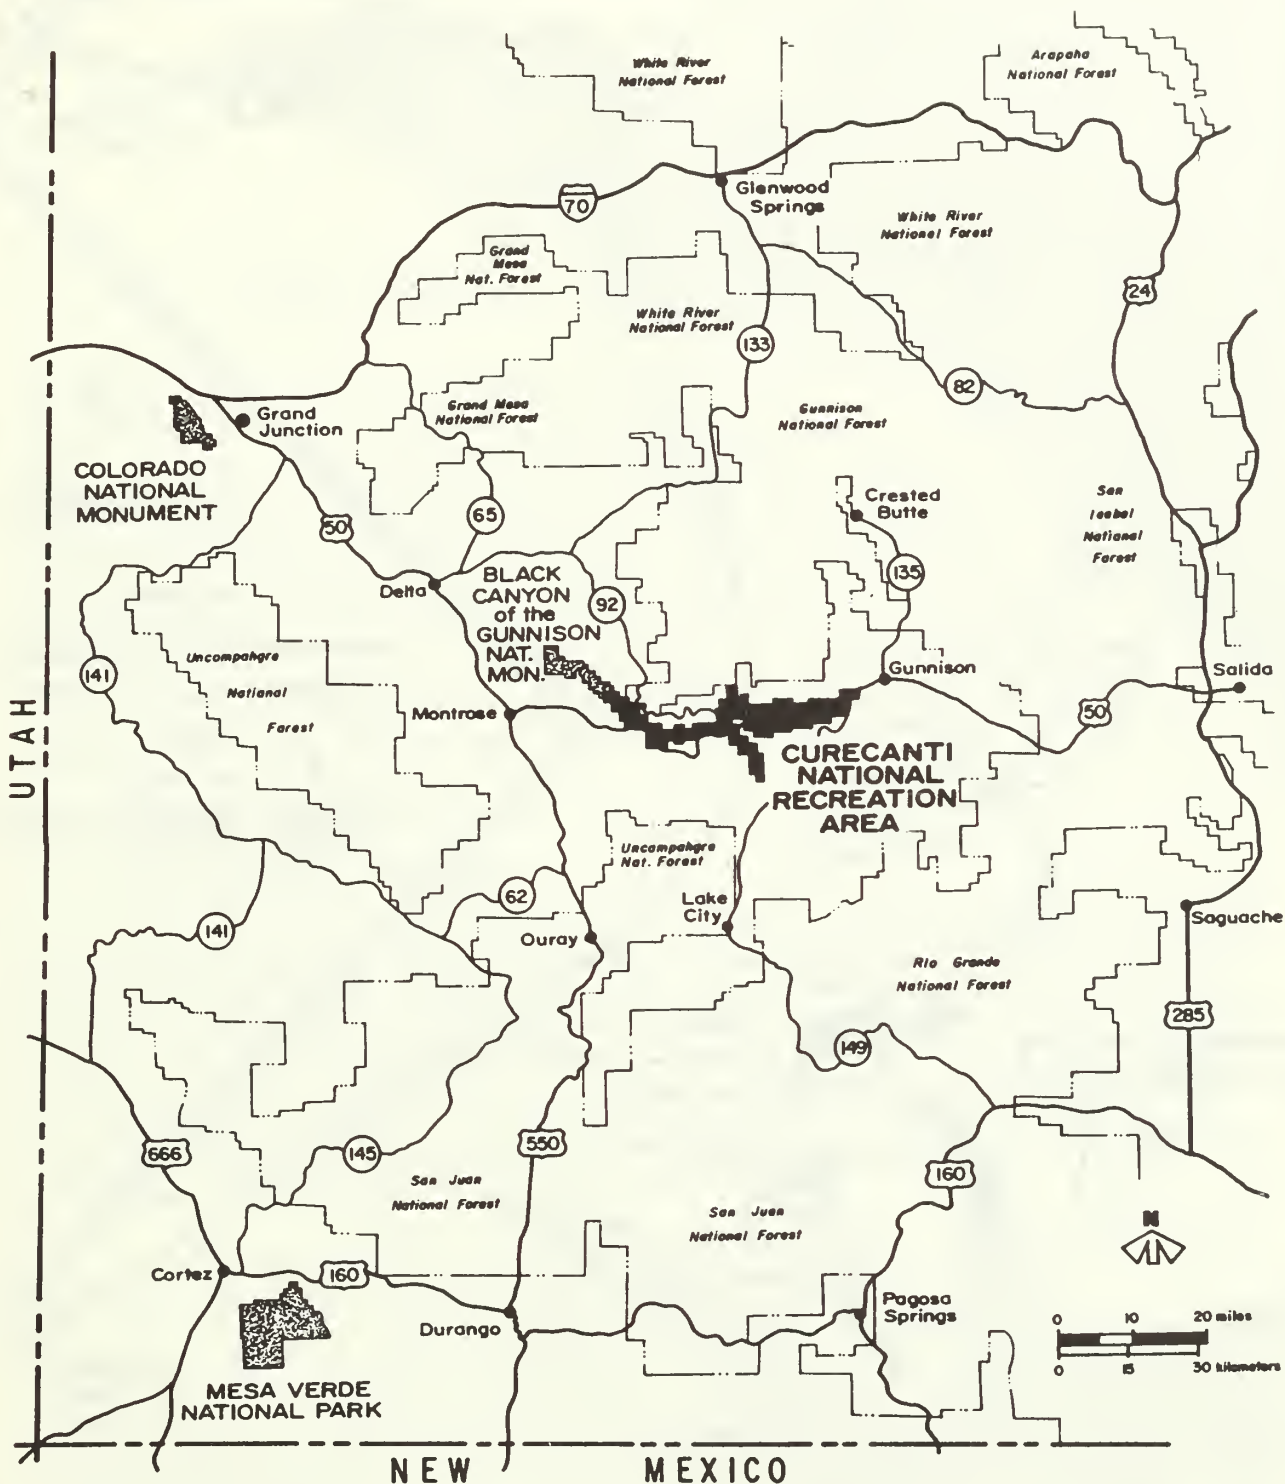 White River
National Forest
Arapaha
National Forest
70
Glenwood
Springs
White River
National Forest
Grand
Mesa
Nat. Forest
24
White River
National Forest
133
82
Grand Mesa
National Forest
Gunnison
National Forest
Grand
Junction
COLORADO
NATIONAL
MONUMENT
50
65
Crested
Butte
San
Isabel
National
Forest
135
Delta
BLACK
CANYON
of the
GUNNISON
NAT.
MON.
92
141
Uncompahgre
National
Forest
Gunnison
Salida
Montrose
50
UTAH
CURECANTI
NATIONAL
RECREATION
AREA
Uncompahgre
Nat. Forest
62
Lake
City
141
Ouray
Saguache
Rio Grande
National Forest
285
149
666
145
550
160
San Juan
National Forest
San Juan
National Forest
N
Cortez
160
Durango
Pagosa
Springs
0 10 20 miles
0 15 30 kilometers
MESA VERDE
NATIONAL PARK
NEW MEXICO